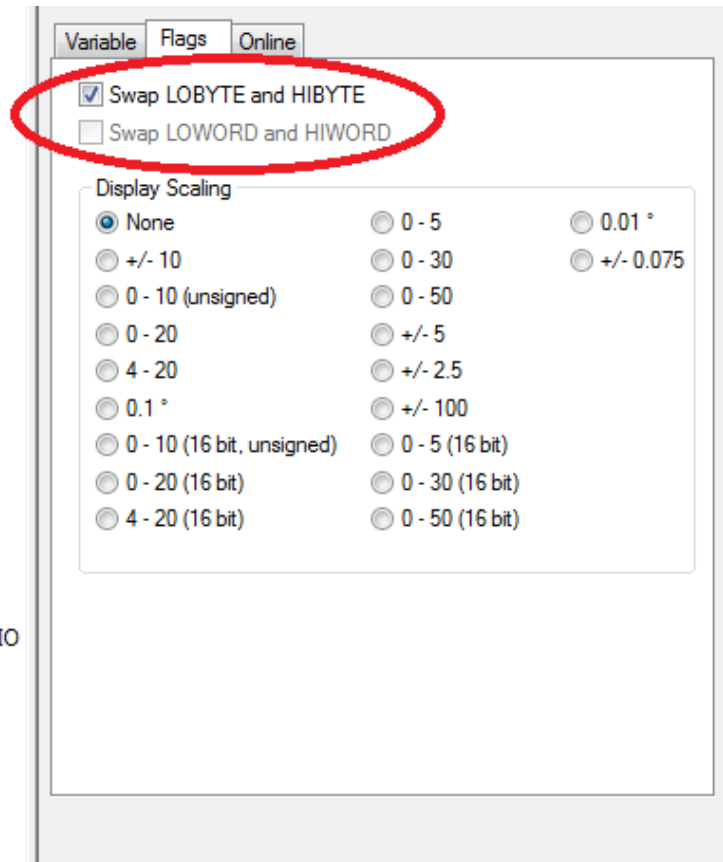 Variable Flags Online
Swap LOBYTE and HIBYTE
Swap LOWORD and HIWORD
Display Scaling
None 0 - 5 0.01 °
+/- 10 0 - 30 +/- 0.075
0 - 10 (unsigned) 0 - 50
0 - 20 +/- 5
4 - 20 +/- 2.5
0.1 ° +/- 100
0 - 10 (16 bit, unsigned) 0 - 5 (16 bit)
0 - 20 (16 bit) 0 - 30 (16 bit)
4 - 20 (16 bit) 0 - 50 (16 bit)